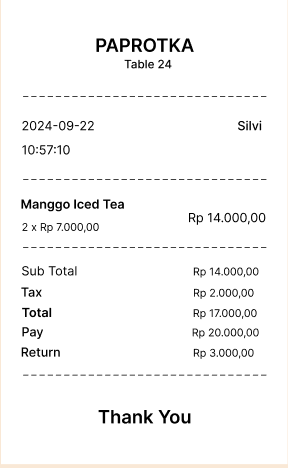 PAPROTKA
Table 24
2024-09-22 Silvi
10:57:10
Manggo Iced Tea
2 x Rp 7.000,00 Rp 14.000,00
Sub Total Rp 14.000,00
Tax Rp 2.000,00
Total Rp 17.000,00
Pay Rp 20.000,00
Return Rp 3.000,00
Thank You